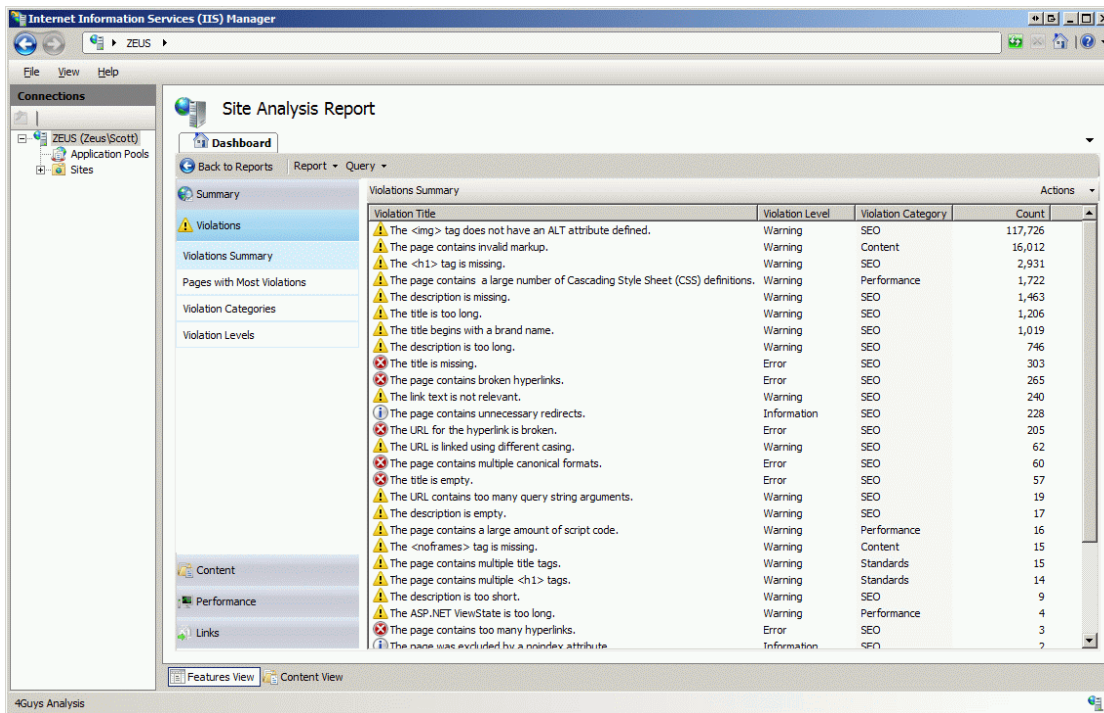 Internet Information Services (IIS) Manager
ZEUS
File View Help
Connections
ZEUS (Zeus\Scott)
Application Pools
Sites
Site Analysis Report
Dashboard
Back to Reports Report Query
Summary
Violations
Violations Summary
Pages with Most Violations
Violation Categories
Violation Levels
Content
Performance
Links
Violations Summary Actions
Violation Title Violation Level Violation Category Count
The <img> tag does not have an ALT attribute defined. Warning SEO 117,726
The page contains invalid markup. Warning Content 16,012
The <h1> tag is missing. Warning SEO 2,931
The page contains a large number of Cascading Style Sheet (CSS) definitions. Warning Performance 1,722
The description is missing. Warning SEO 1,463
The title is too long. Warning SEO 1,206
The title begins with a brand name. Warning SEO 1,019
The description is too long. Warning SEO 746
The title is missing. Error SEO 303
The page contains broken hyperlinks. Error SEO 265
The link text is not relevant. Warning SEO 240
The page contains unnecessary redirects. Information SEO 228
The URL for the hyperlink is broken. Error SEO 205
The URL is linked using different casing. Warning SEO 62
The page contains multiple canonical formats. Error SEO 60
The title is empty. Error SEO 57
The URL contains too many query string arguments. Warning SEO 19
The description is empty. Warning SEO 17
The page contains a large amount of script code. Warning Performance 16
The <noframes> tag is missing. Warning Content 15
The page contains multiple title tags. Warning Standards 15
The page contains multiple <h1> tags. Warning Standards 14
The description is too short. Warning SEO 9
The ASP.NET ViewState is too long. Warning Performance 4
The page contains too many hyperlinks. Error SEO 3
The page was excluded by a noindex attribute Information SEO 2
Features View Content View
4Guys Analysis